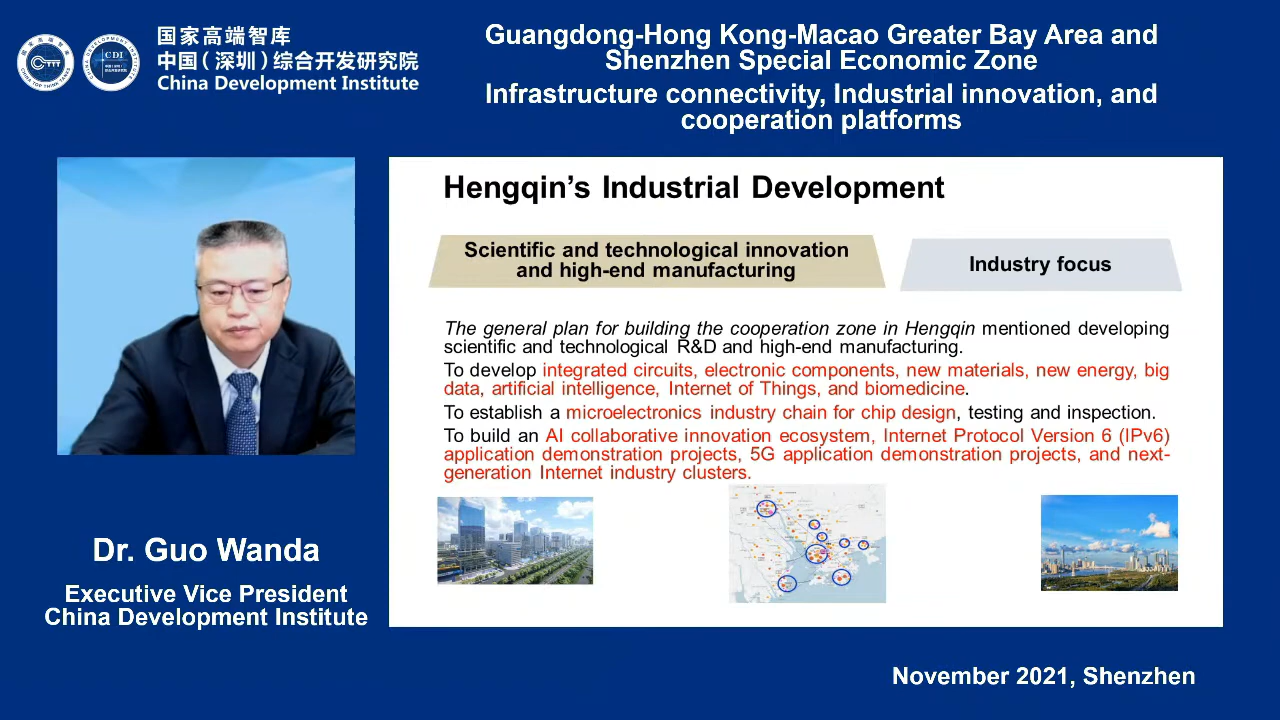 国家高端智库
中国（深圳）综合开发研究院
China Development Institute
CDI
Guangdong-Hong Kong-Macao Greater Bay Area and
Shenzhen Special Economic Zone
Infrastructure connectivity, Industrial innovation, and
cooperation platforms
Hengqin's Industrial Development
Scientific and technological innovation
and high-end manufacturing
Industry focus
The general plan for building the cooperation zone in Hengqin mentioned developing
scientific and technological R&D and high-end manufacturing.
To develop integrated circuits, electronic components, new materials, new energy, big
data, artificial intelligence, Internet of Things, and biomedicine.
To establish a microelectronics industry chain for chip design, testing and inspection.
To build an AI collaborative innovation ecosystem, Internet Protocol Version 6 (IPv6)
application demonstration projects, 5G application demonstration projects, and next-
generation Internet industry clusters.
Dr. Guo Wanda
Executive Vice President
China Development Institute
November 2021, Shenzhen